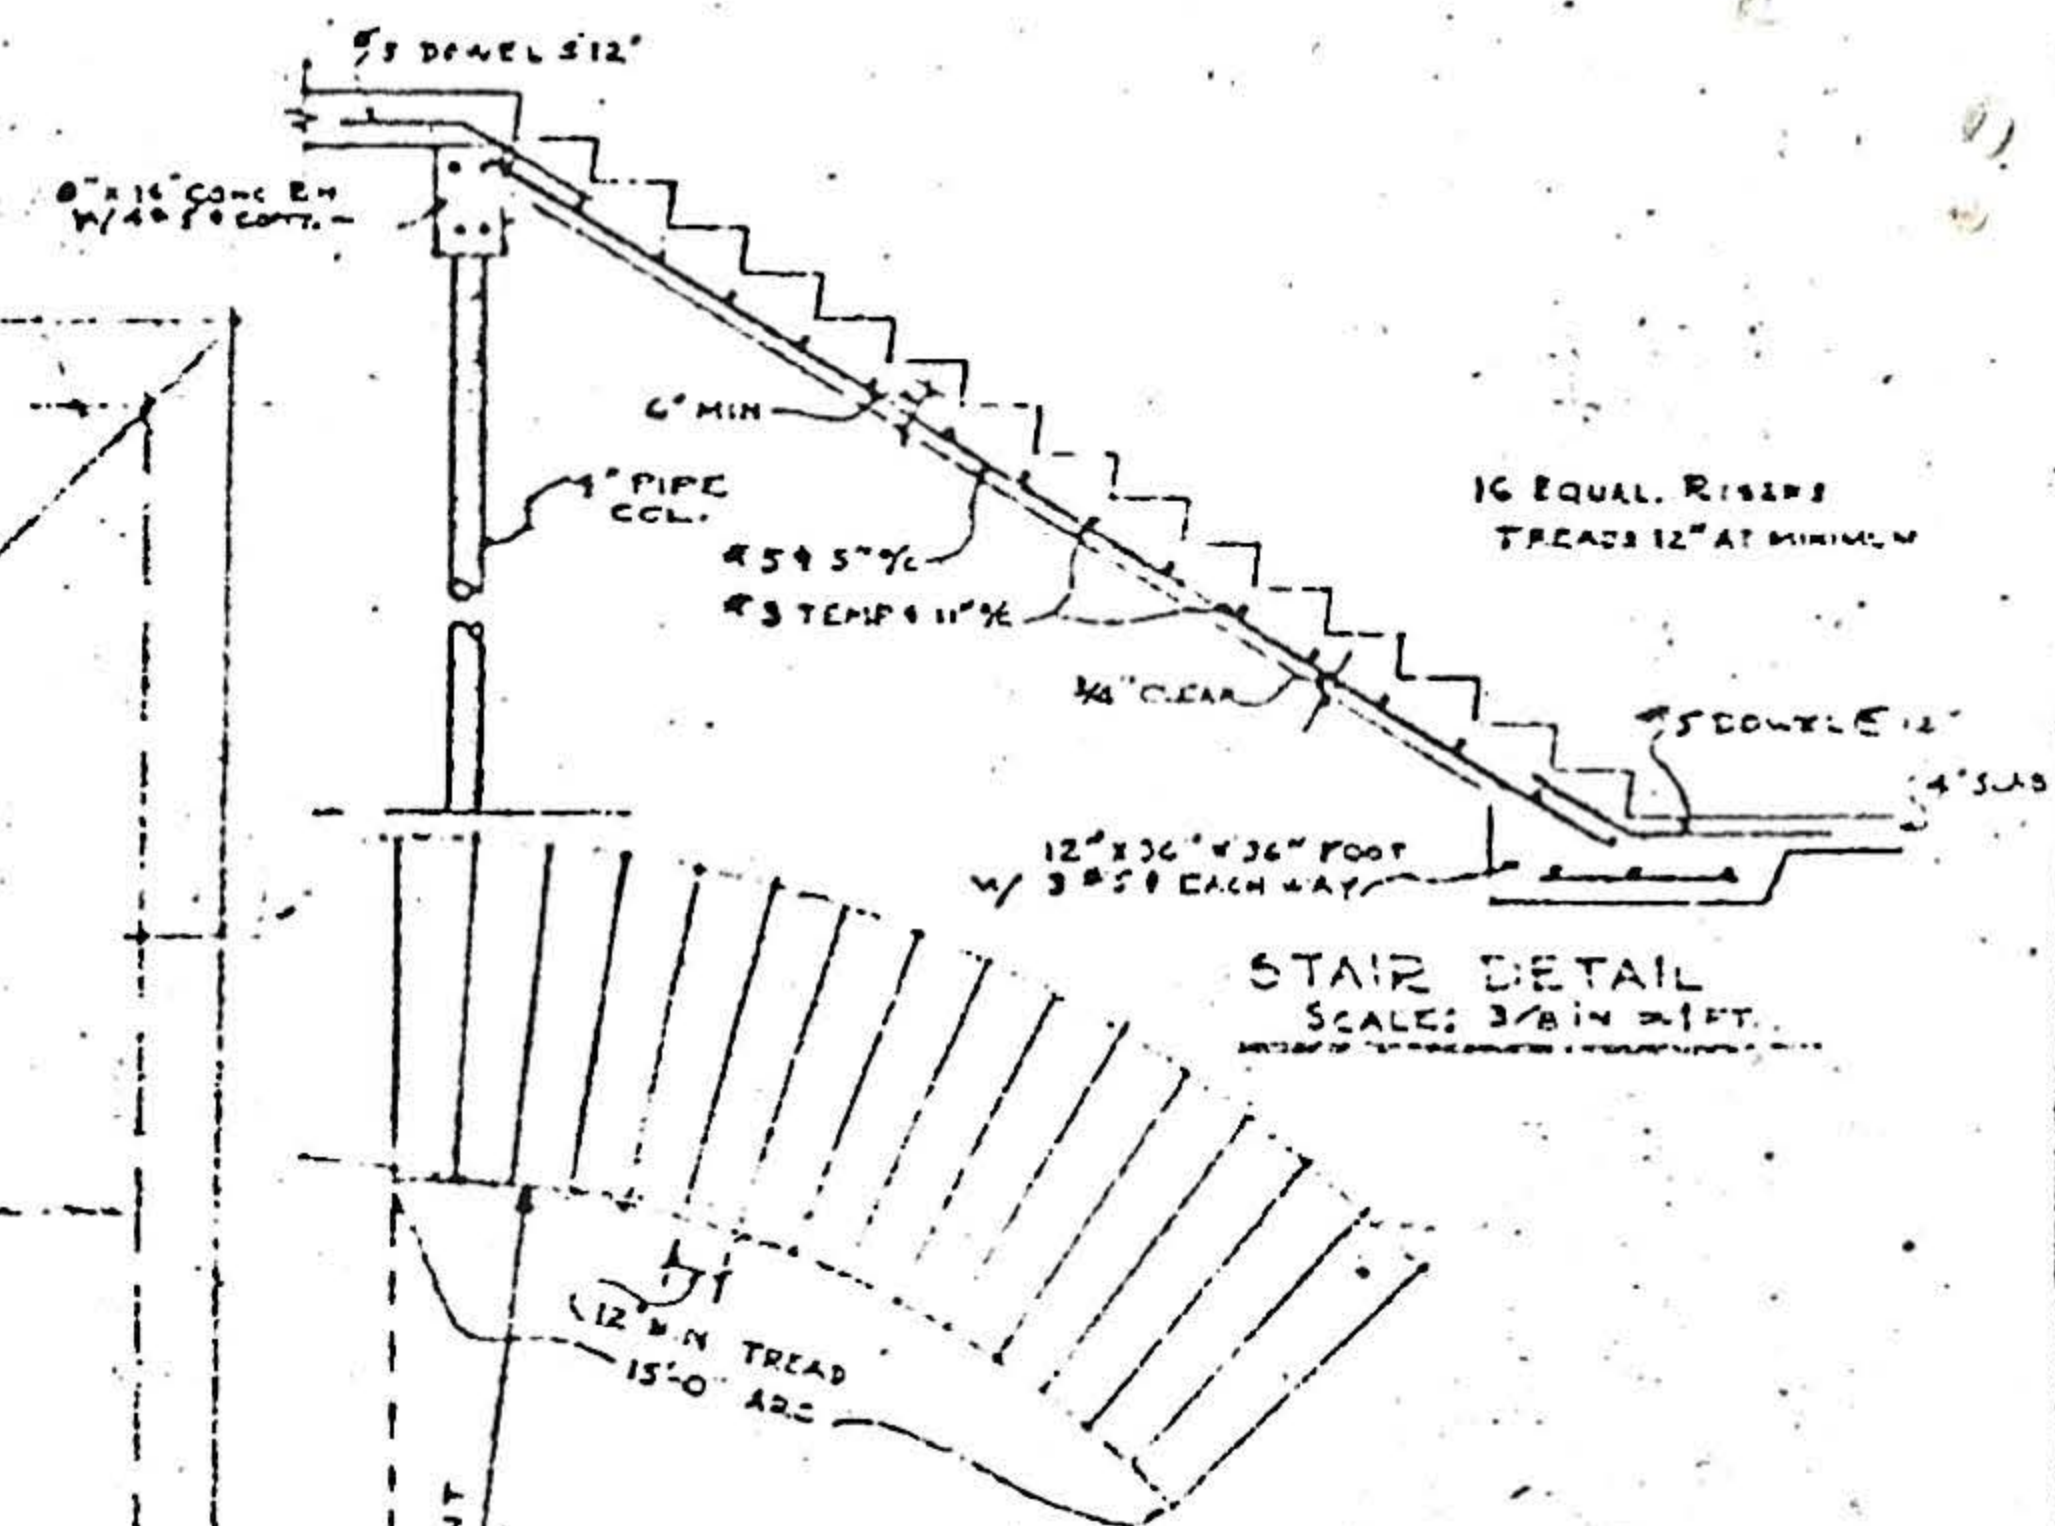 #5 DOWEL @ 12"
8" x 16" CONC BM
W/ 4 # 5 φ CONT.
6" MIN
4" PIPE
COL.
16 EQUAL RISERS
TREADS 12" AT MINIMUM
#5 φ 5" o/c
#3 TEMP φ 11" o/c
3/4" CLEAR
#5 DOWEL @ 12"
4" SLAB
12" x 36" x 36" FOOT
W/ 3 #5 φ EACH WAY
STAIR DETAIL
SCALE: 3/8 IN = 1 FT.
12" MIN TREAD
15'-0" ARC